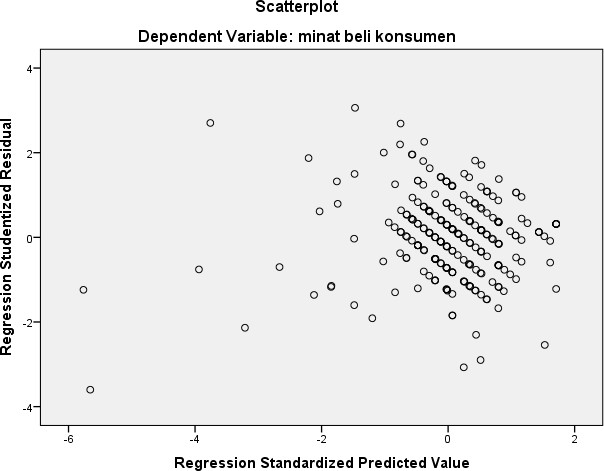 Scatterplot
Dependent Variable: minat beli konsumen
Regression Studentized Residual
4
2
0
-2
-4
-6
-4
-2
0
2
Regression Standardized Predicted Value